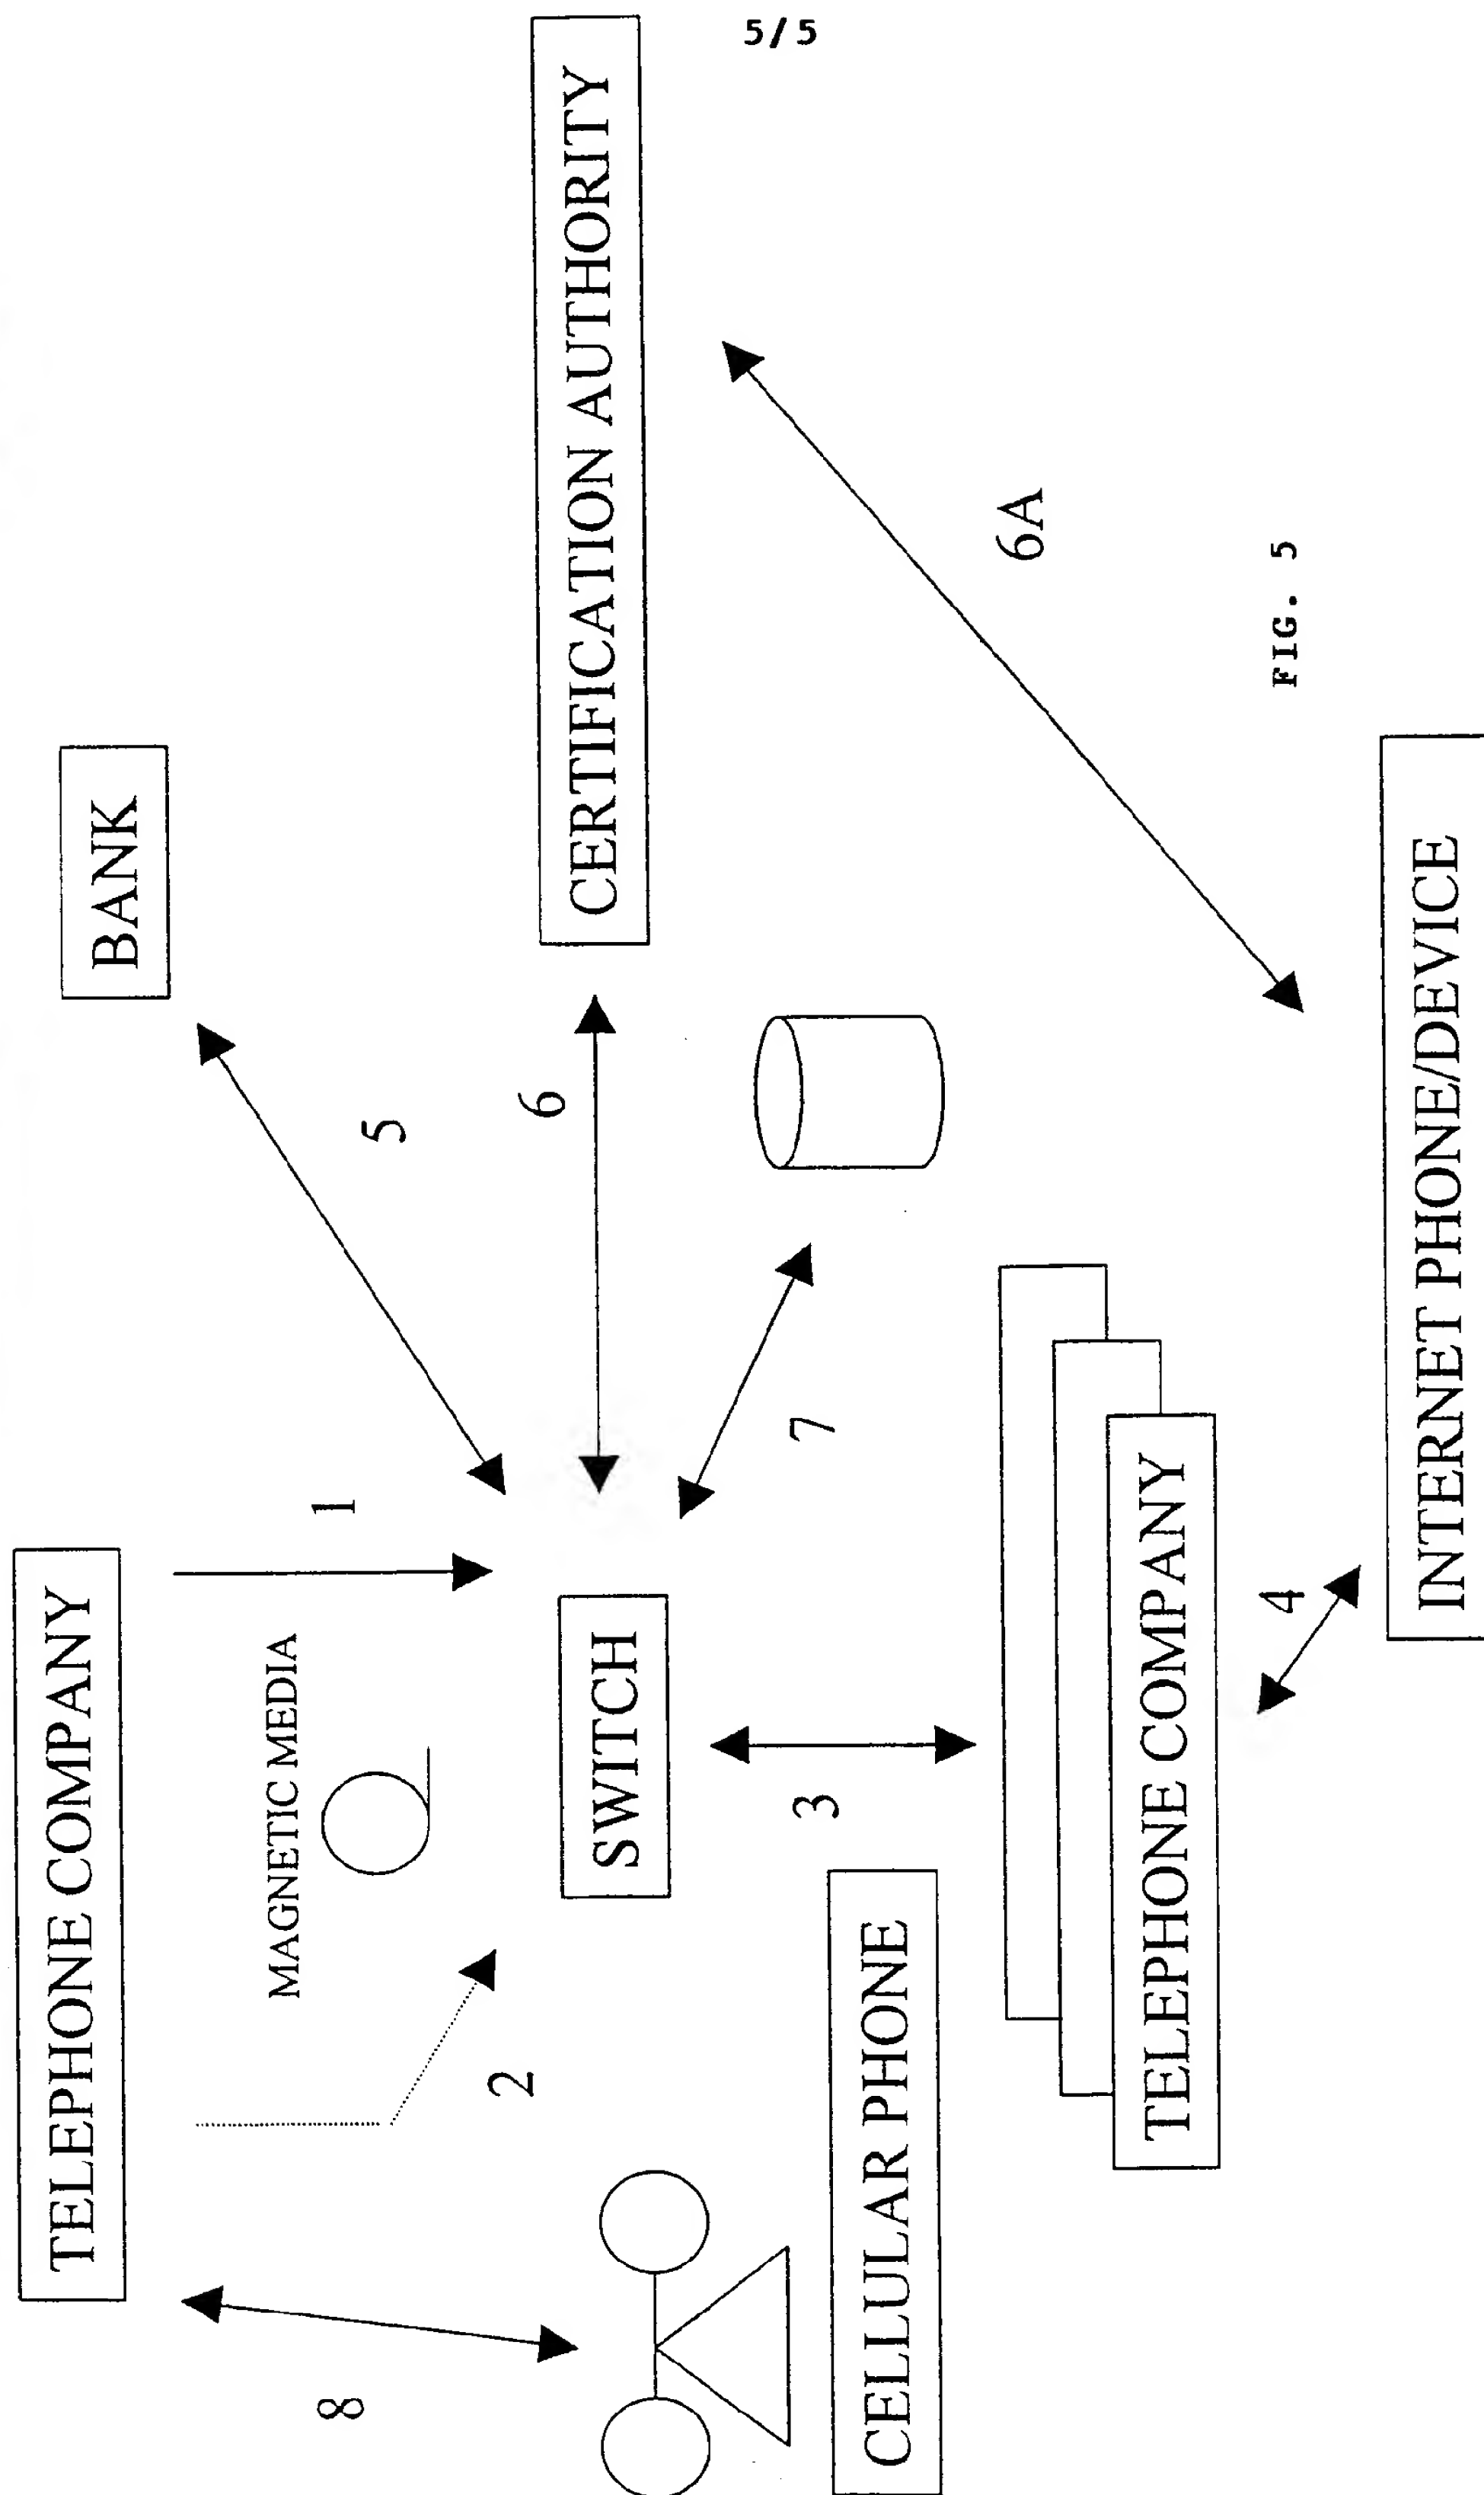 5/5
TELEPHONE COMPANY
BANK
8
MAGNETIC MEDIA
1
5
2
SWITCH
6
CERTIFICATION AUTHORITY
3
7
CELLULAR PHONE
TELEPHONE COMPANY
6A
4
FIG. 5
INTERNET PHONE/DEVICE